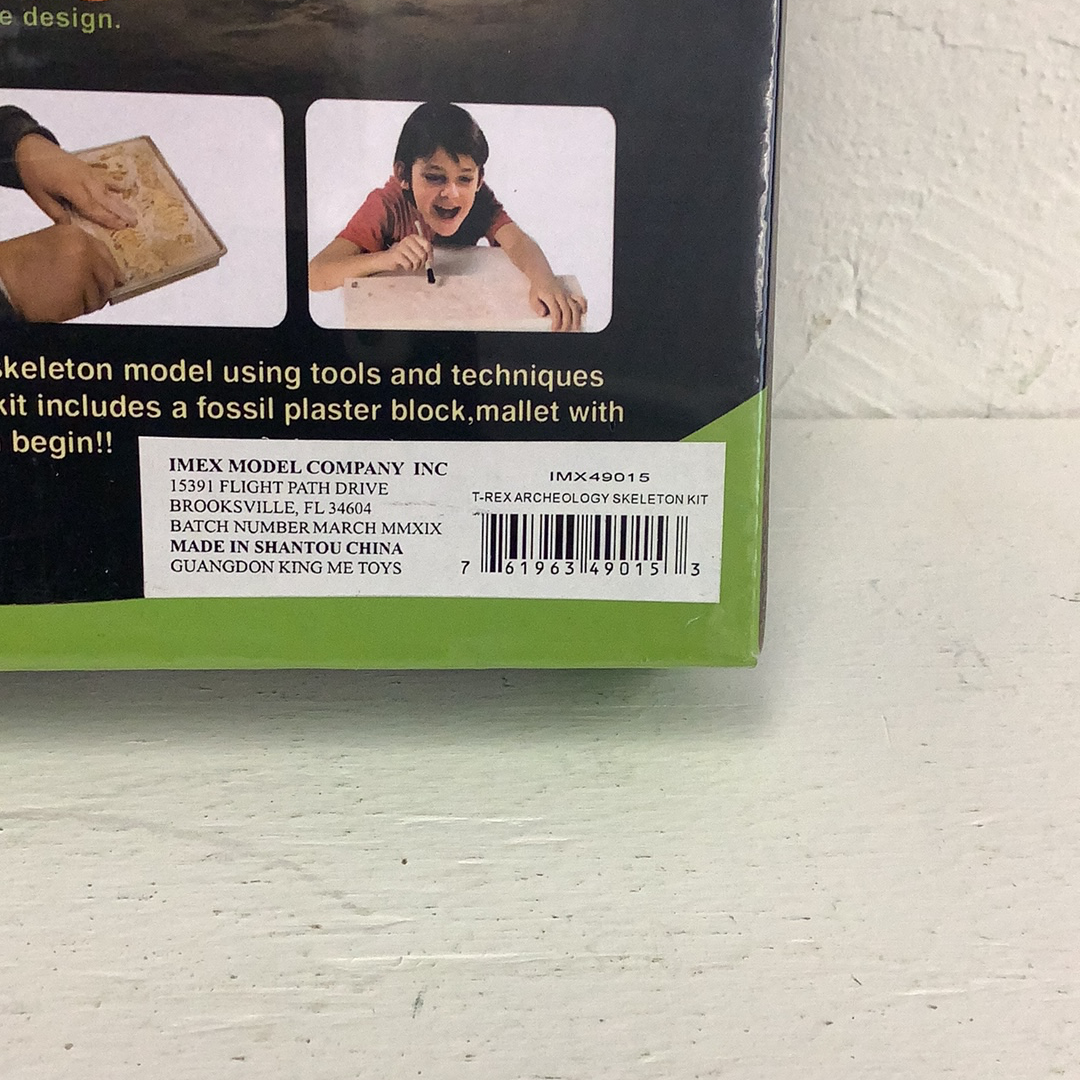 e design.
skeleton model using tools and techniques
kit includes a fossil plaster block,mallet with
begin!!
IMEX MODEL COMPANY INC
15391 FLIGHT PATH DRIVE
BROOKSVILLE, FL 34604
BATCH NUMBER MARCH MMXIX
MADE IN SHANTOU CHINA
GUANGDON KING ME TOYS
IMX49015
T-REX ARCHEOLOGY SKELETON KIT
7 61963 49015 3